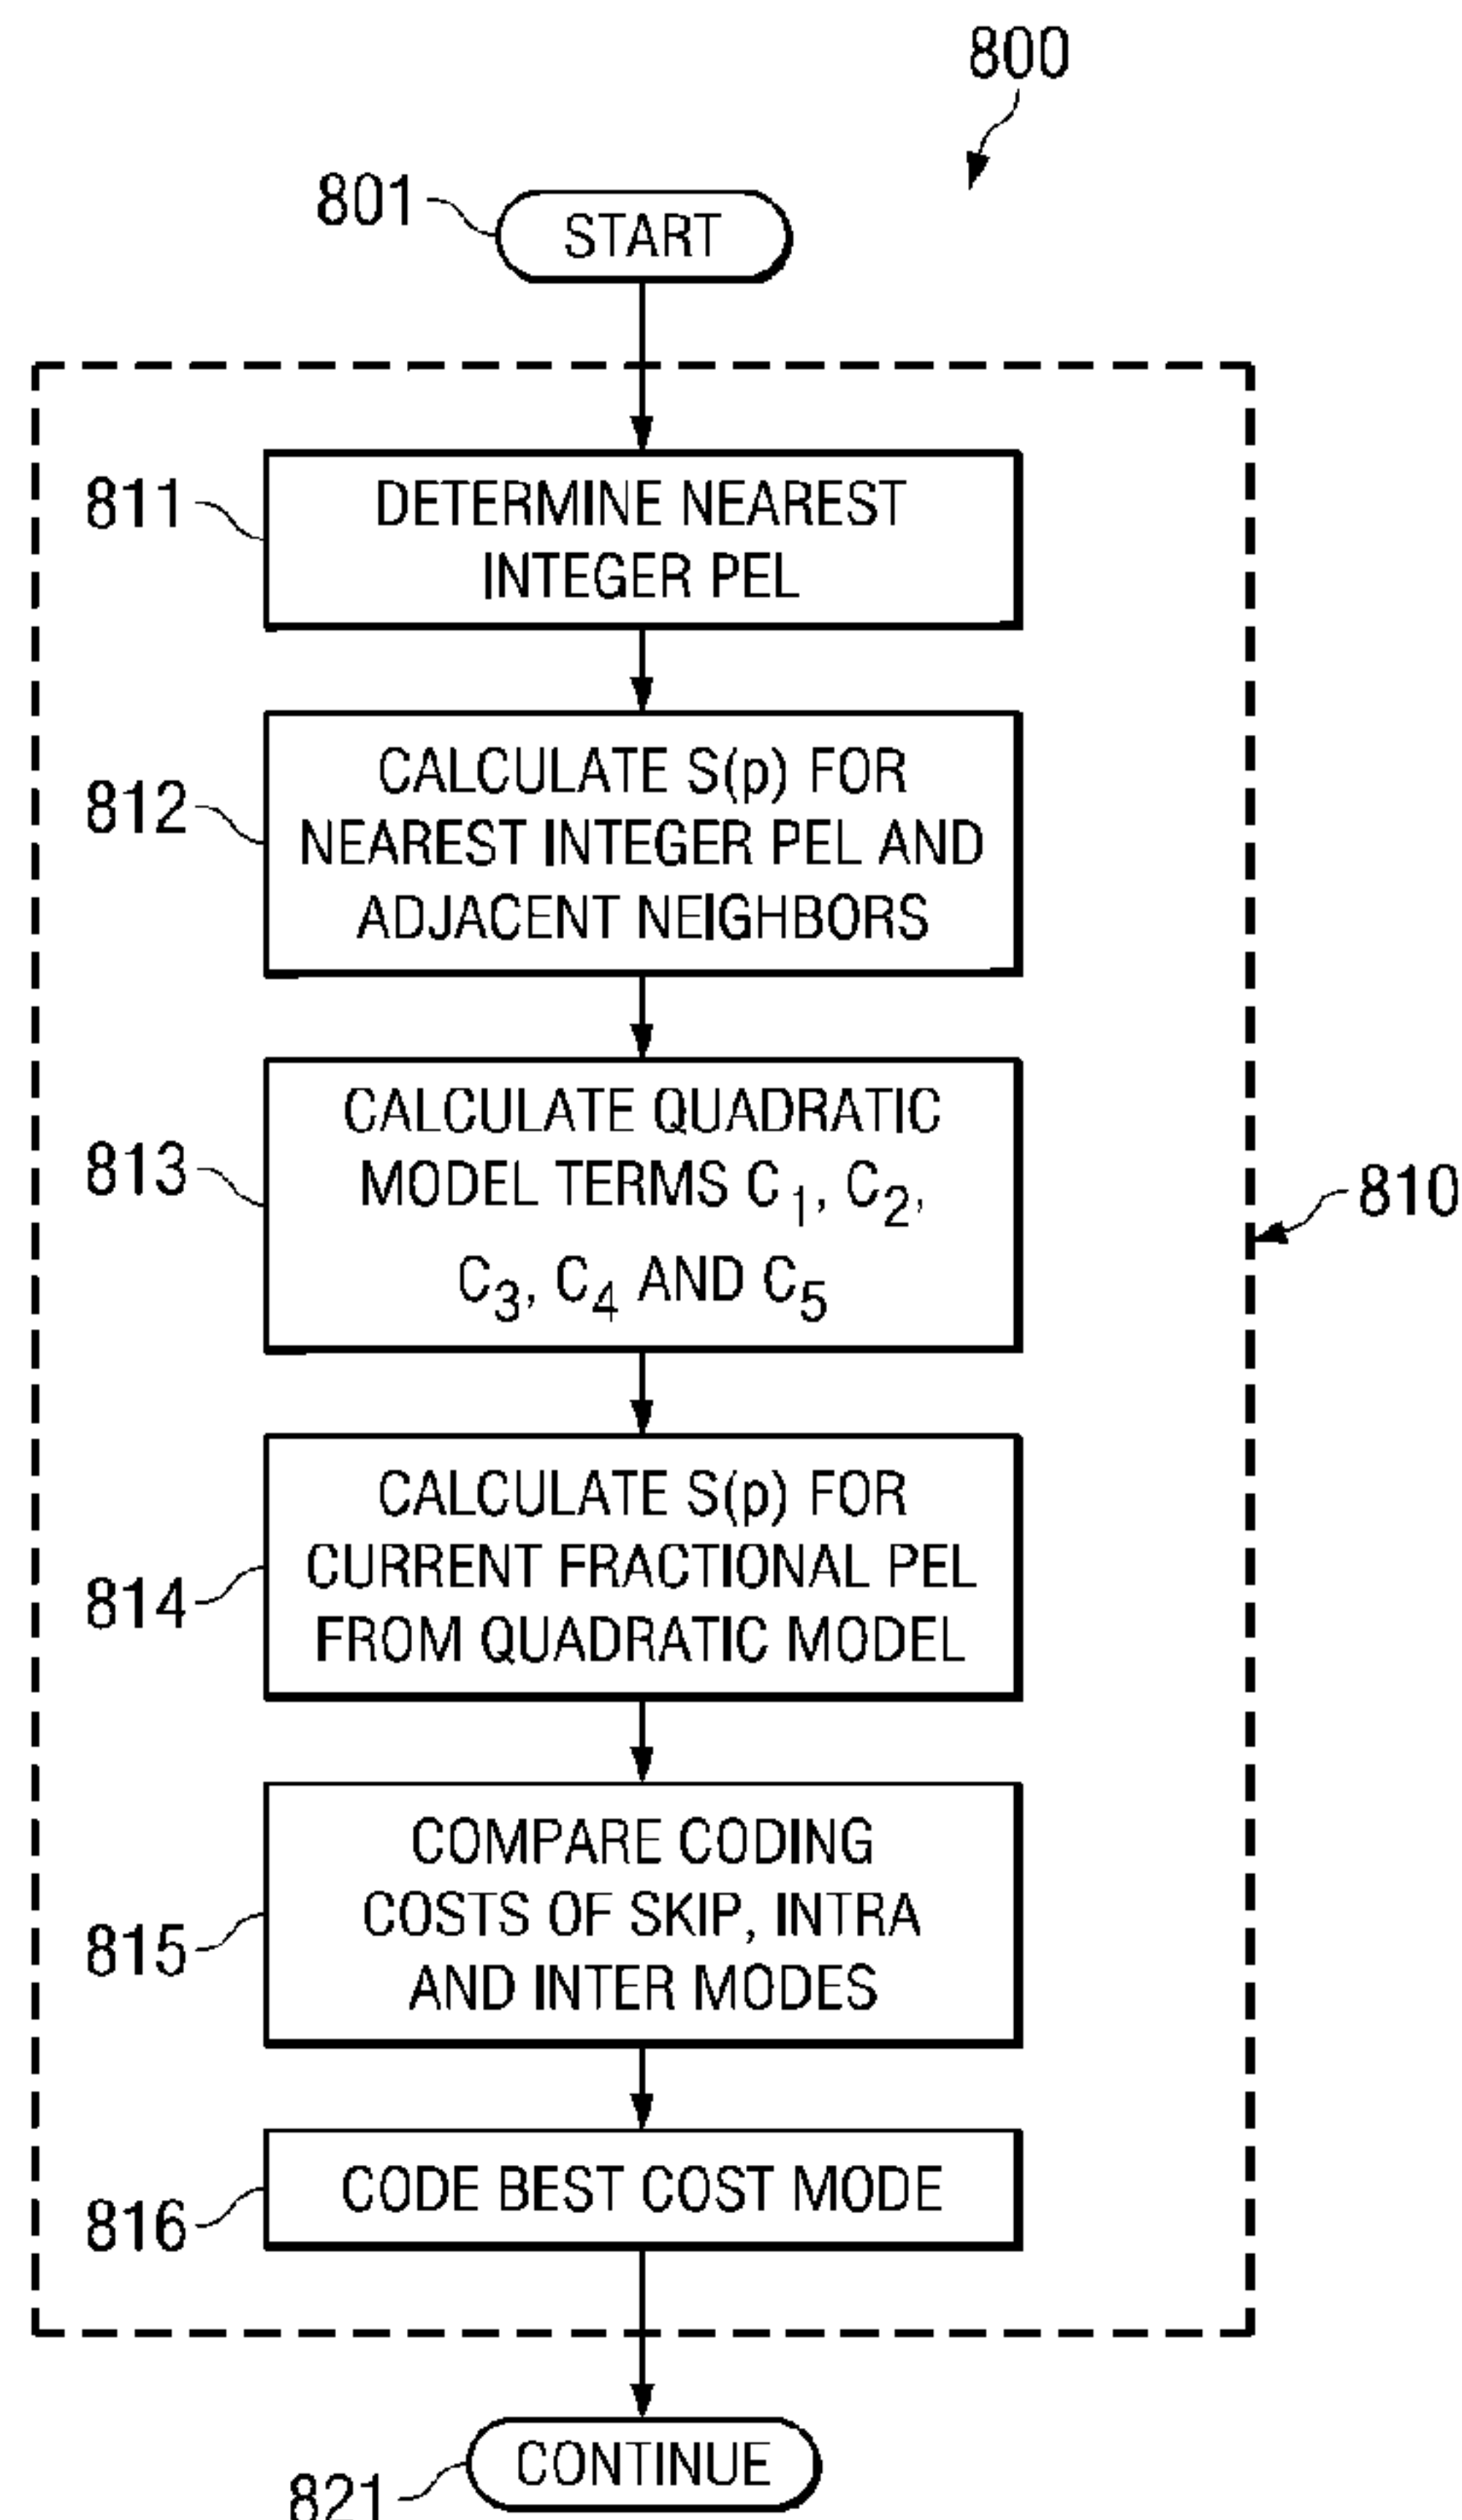 800
801
START
811
DETERMINE NEAREST
INTEGER PEL
812
CALCULATE S(p) FOR
NEAREST INTEGER PEL AND
ADJACENT NEIGHBORS
813
CALCULATE QUADRATIC
MODEL TERMS C1, C2,
C3, C4 AND C5
810
814
CALCULATE S(p) FOR
CURRENT FRACTIONAL PEL
FROM QUADRATIC MODEL
815
COMPARE CODING
COSTS OF SKIP, INTRA
AND INTER MODES
816
CODE BEST COST MODE
821
CONTINUE